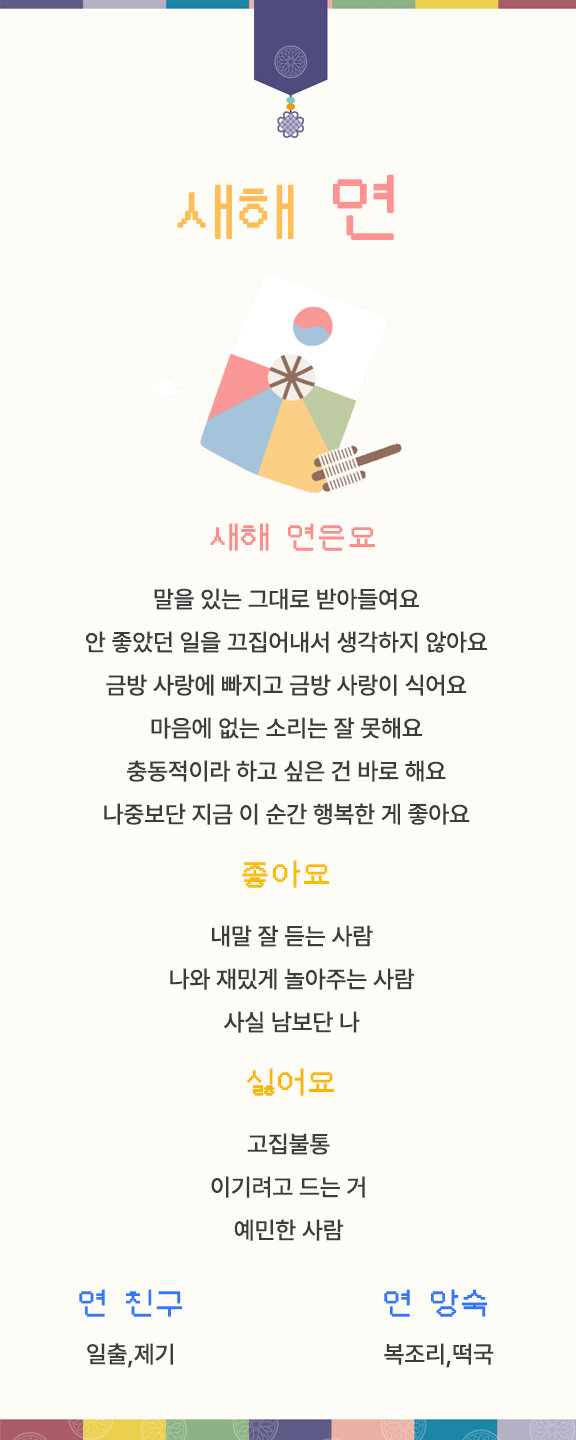 새해 연
새해 연은요
말을 있는 그대로 받아들여요
안 좋았던 일을 끄집어내서 생각하지 않아요
금방 사랑에 빠지고 금방 사랑이 식어요
마음에 없는 소리는 잘 못해요
충동적이라 하고 싶은 건 바로 해요
나중보단 지금 이 순간 행복한 게 좋아요
좋아요
내말 잘 듣는 사람
나와 재밌게 놀아주는 사람
사실 남보단 나
싫어요
고집불통
이기려고 드는 거
예민한 사람
연 친구
일출,제기
연 앙숙
복조리,떡국